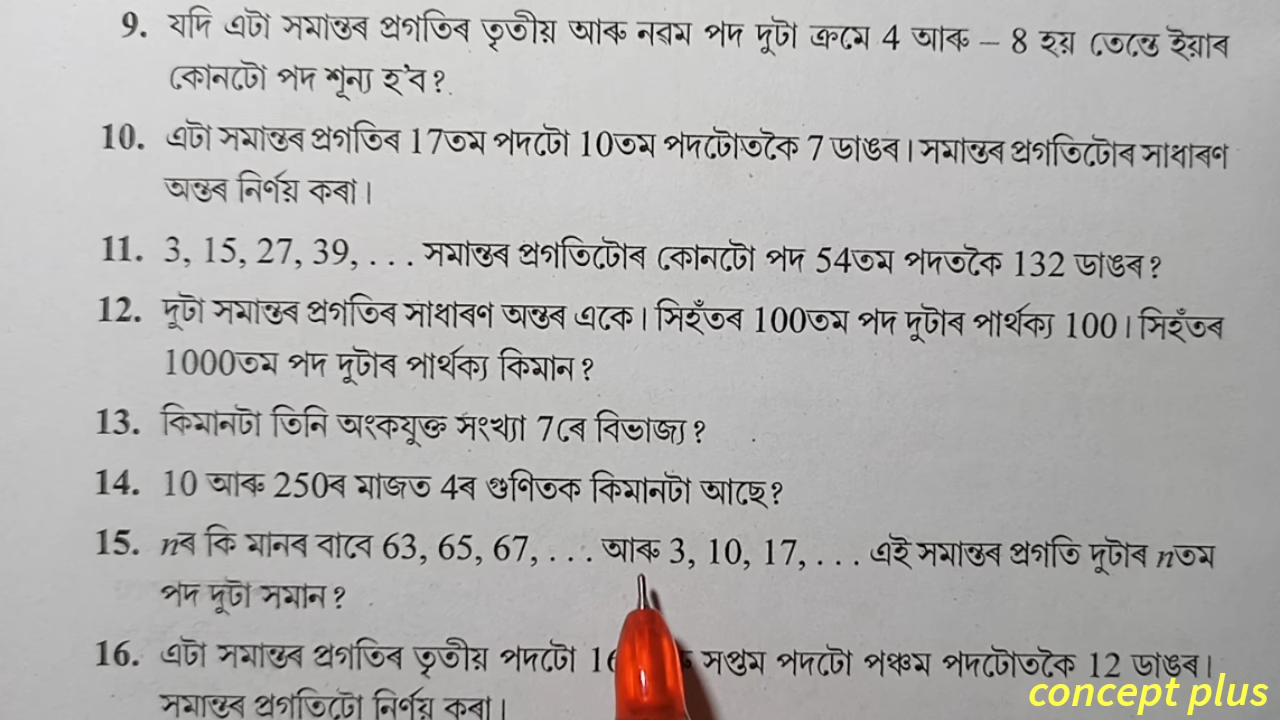 9. যদি এটা সমান্তৰ প্ৰগতিৰ তৃতীয় আৰু নৱম পদ দুটা ক্ৰমে 4 আৰু – 8 হয় তেন্তে ইয়াৰ
কোনটো পদ শূন্য হ'ব?
10. এটা সমান্তৰ প্ৰগতিৰ 17তম পদটো 10তম পদটোতকৈ 7 ডাঙৰ। সমান্তৰ প্ৰগতিটোৰ সাধাৰণ
অন্তৰ নিৰ্ণয় কৰা।
11. 3, 15, 27, 39, . . . সমান্তৰ প্ৰগতিটোৰ কোনটো পদ 54তম পদতকৈ 132 ডাঙৰ?
12. দুটা সমান্তৰ প্ৰগতিৰ সাধাৰণ অন্তৰ একে। সিহঁতৰ 100তম পদ দুটাৰ পাৰ্থক্য 100। সিহঁতৰ
1000তম পদ দুটাৰ পাৰ্থক্য কিমান?
13. কিমানটা তিনি অংকযুক্ত সংখ্যা 7ৰে বিভাজ্য?
14. 10 আৰু 250ৰ মাজত 4ৰ গুণিতক কিমানটা আছে?
15. nৰ কি মানৰ বাবে 63, 65, 67, . . . আৰু 3, 10, 17, . . . এই সমান্তৰ প্ৰগতি দুটাৰ nতম
পদ দুটা সমান?
16. এটা সমান্তৰ প্ৰগতিৰ তৃতীয় পদটো 16 সপ্তম পদটো পঞ্চম পদটোতকৈ 12 ডাঙৰ।
সমান্তৰ প্ৰগতিটো নিৰ্ণয় কৰা।
concept plus